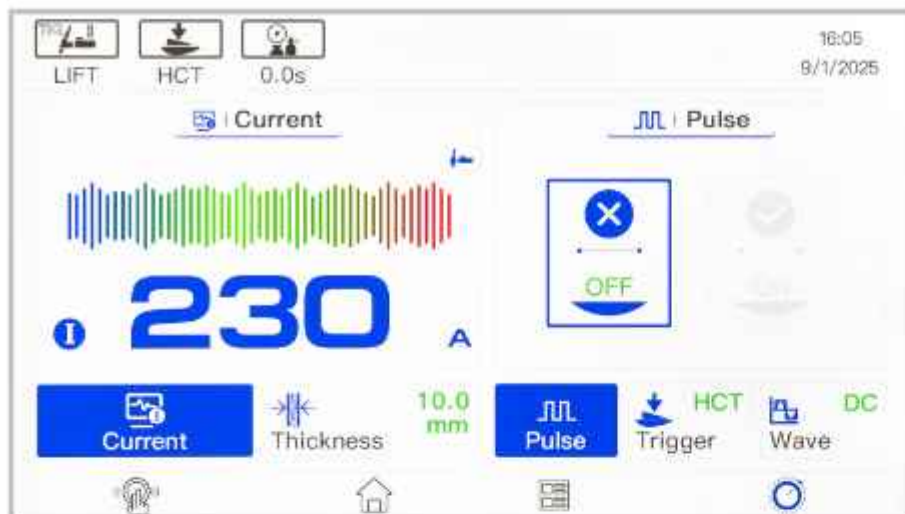 TIG
LIFT
HCT
0.0s
16:05
9/1/2025
Current
Pulse
230
I
A
OFF
Current
Thickness
10.0
mm
Pulse
HCT
Trigger
DC
Wave